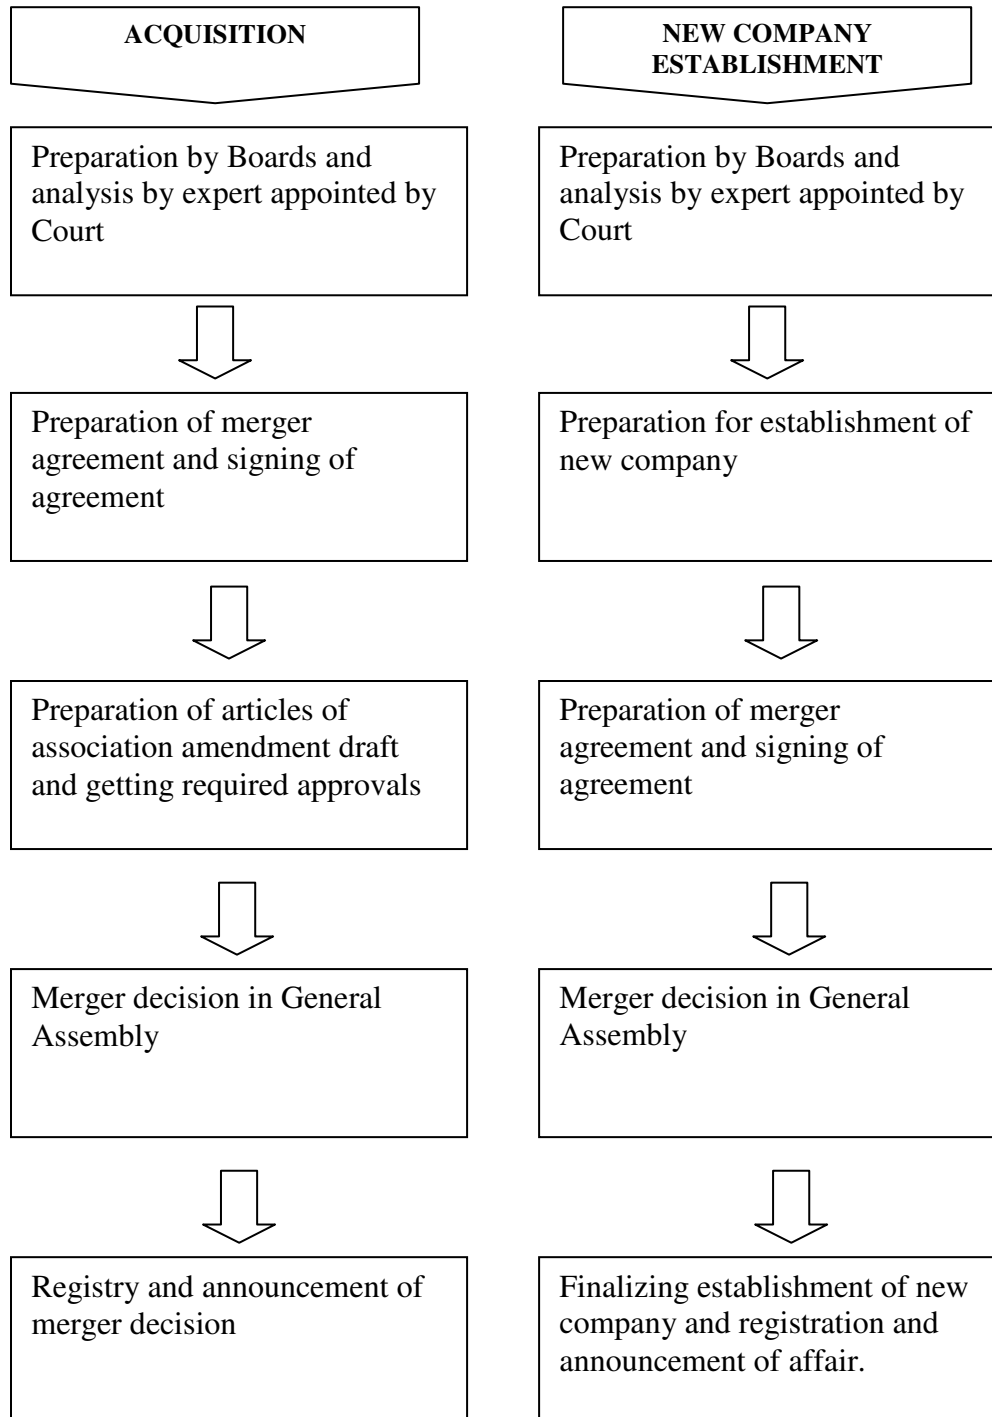 ACQUISITION
Preparation by Boards and
analysis by expert appointed by
Court
Preparation of merger
agreement and signing of
agreement
Preparation of articles of
association amendment draft
and getting required approvals
Merger decision in General
Assembly
Registry and announcement of
merger decision
NEW COMPANY
ESTABLISHMENT
Preparation by Boards and
analysis by expert appointed by
Court
Preparation for establishment of
new company
Preparation of merger
agreement and signing of
agreement
Merger decision in General
Assembly
Finalizing establishment of new
company and registration and
announcement of affair.